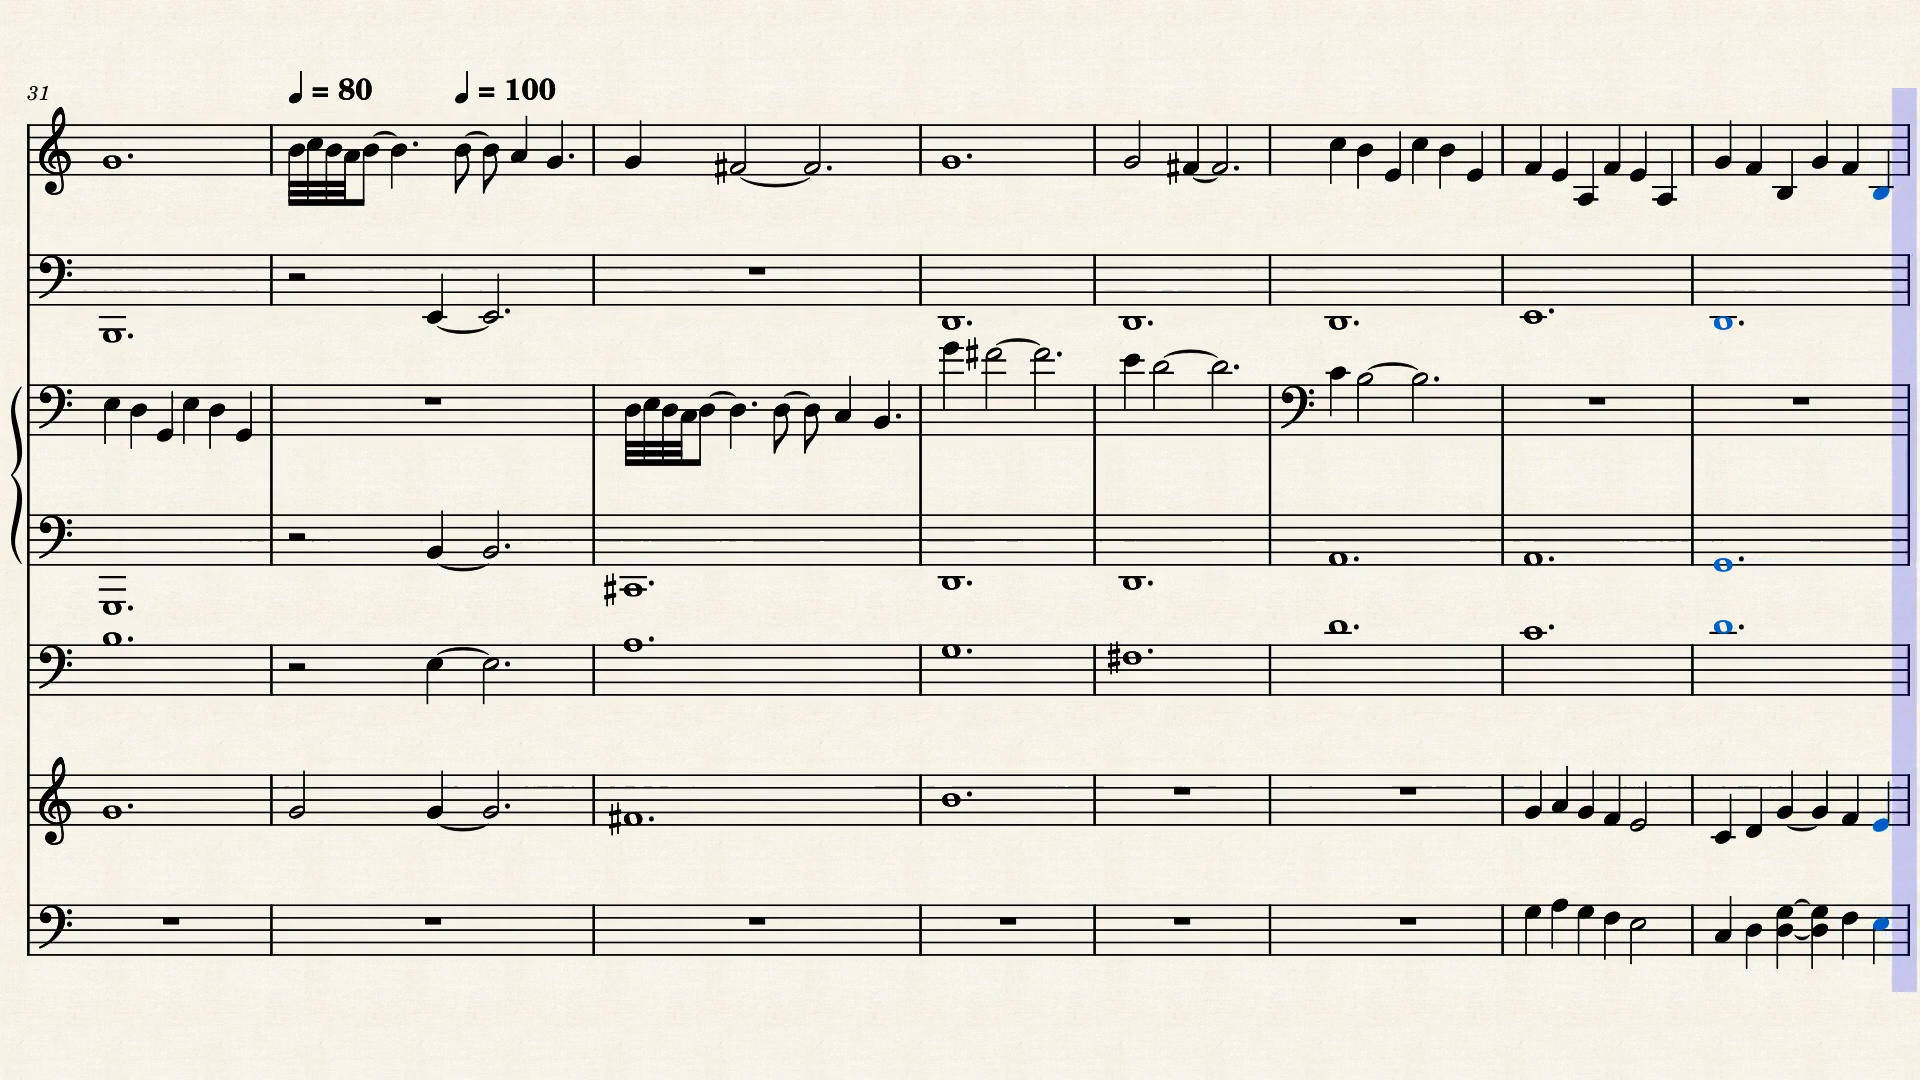 ♩ = 80 ♩ = 100
31